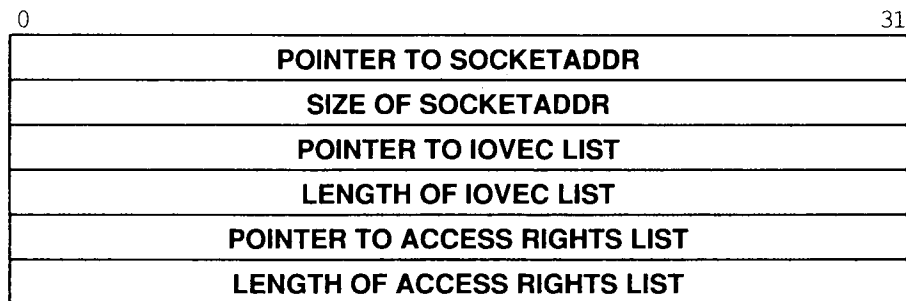 0 31
POINTER TO SOCKETADDR
SIZE OF SOCKETADDR
POINTER TO IOVEC LIST
LENGTH OF IOVEC LIST
POINTER TO ACCESS RIGHTS LIST
LENGTH OF ACCESS RIGHTS LIST